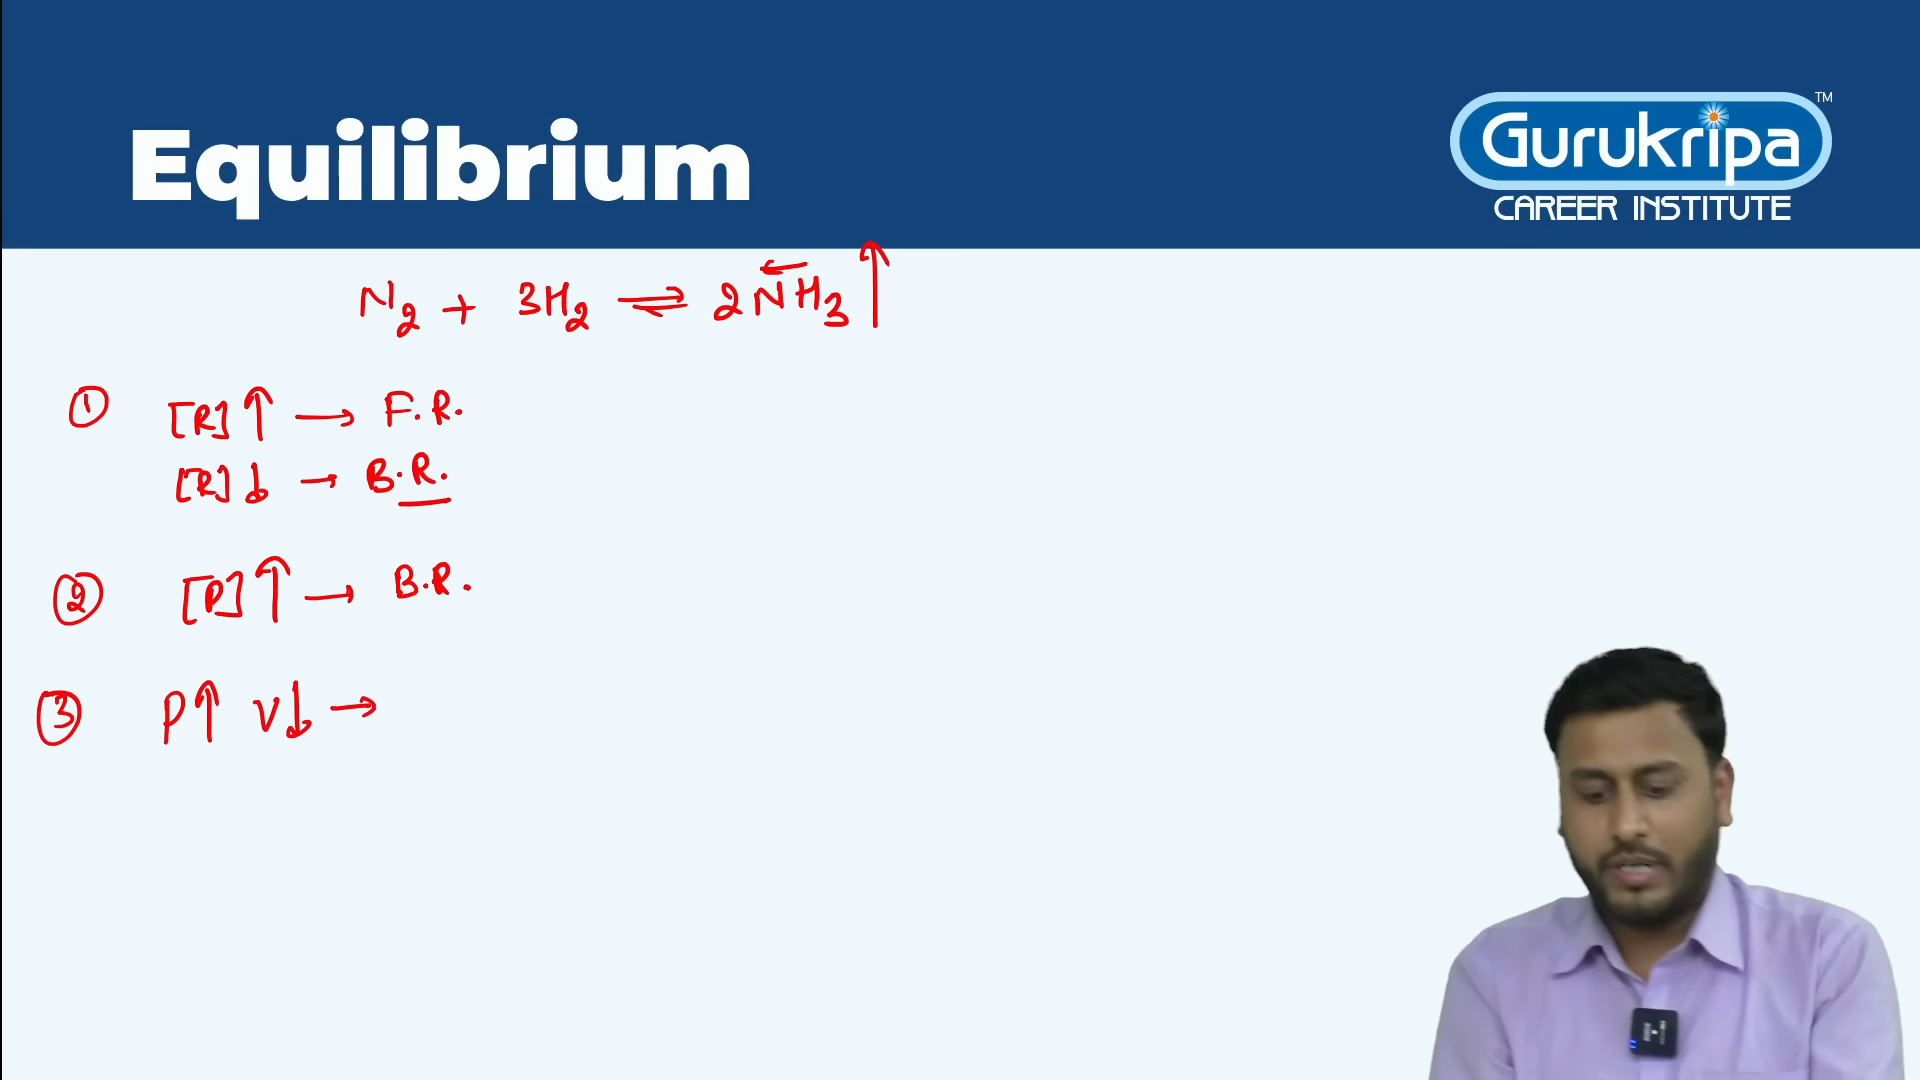 Equilibrium
Gurukripa™
CAREER INSTITUTE
N₂ + 3H₂ ⇌ 2NH₃ ↑
① [R]↑ → F.R.
[R]↓ → B.R.
② [P]↑ → B.R.
③ P↑ V↓ →